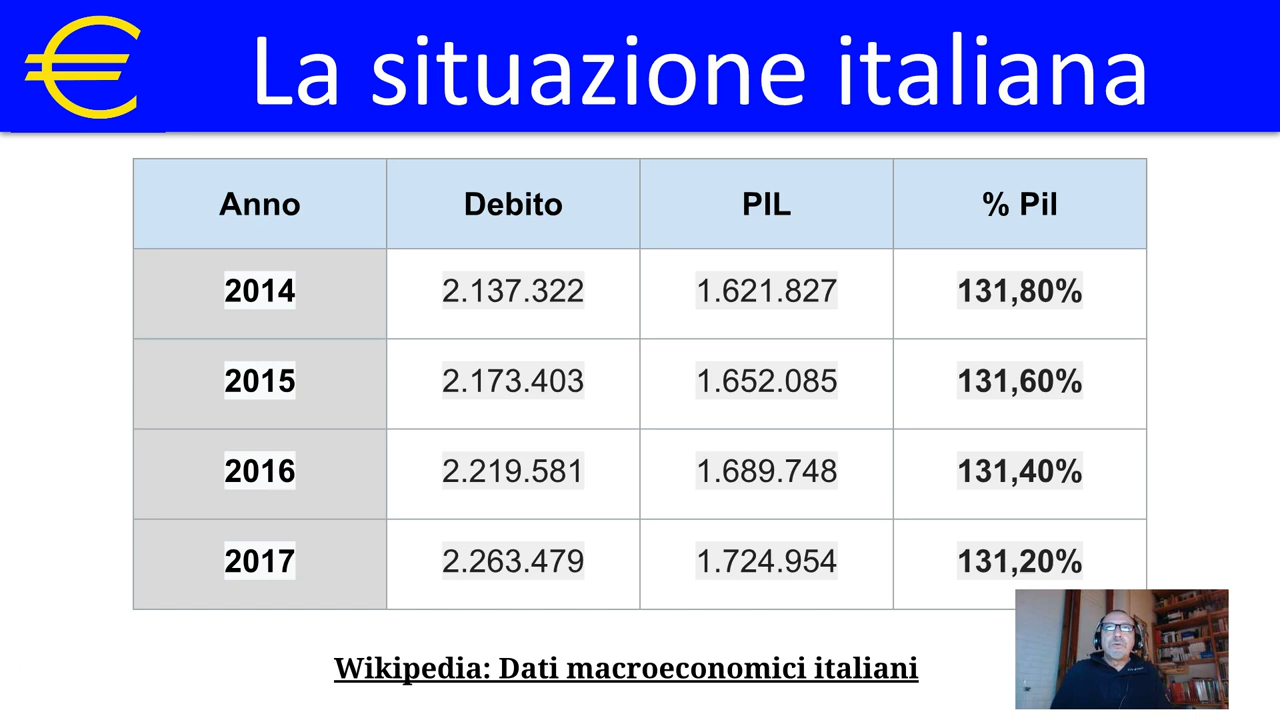 La situazione italiana
Anno Debito PIL % Pil
2014 2.137.322 1.621.827 131,80%
2015 2.173.403 1.652.085 131,60%
2016 2.219.581 1.689.748 131,40%
2017 2.263.479 1.724.954 131,20%
Wikipedia: Dati macroeconomici italiani